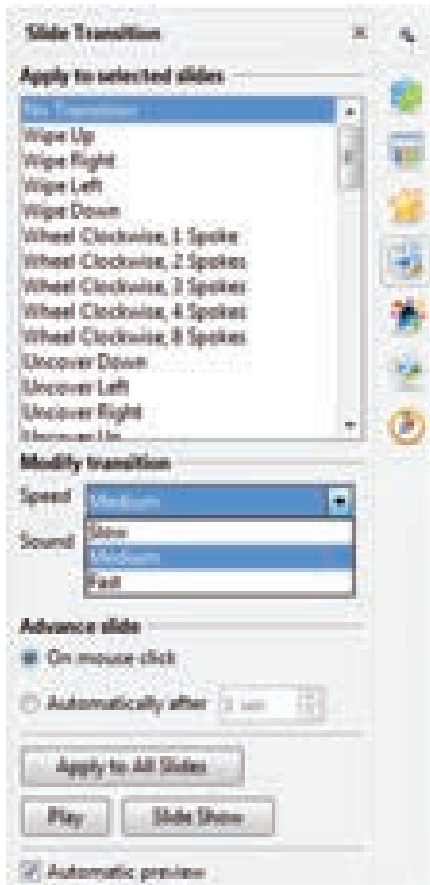 Slide Transition
Apply to selected slides
No Transition
Wipe Up
Wipe Right
Wipe Left
Wipe Down
Wheel Clockwise, 1 Spoke
Wheel Clockwise, 2 Spokes
Wheel Clockwise, 3 Spokes
Wheel Clockwise, 4 Spokes
Wheel Clockwise, 8 Spokes
Uncover Down
Uncover Left
Uncover Right
Uncover Up
Modify transition
Speed Medium
Slow
Sound Medium
Fast
Advance slide
On mouse click
Automatically after sec
Apply to All Slides
Play Slide Show
Automatic preview